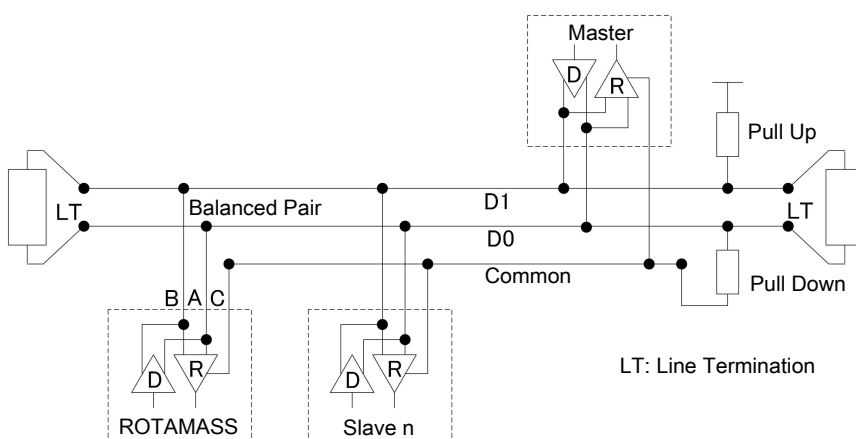 Master
D
R
Pull Up
LT
Balanced Pair
D1
LT
D0
Common
Pull Down
B A C
D
R
D
R
LT: Line Termination
ROTAMASS
Slave n